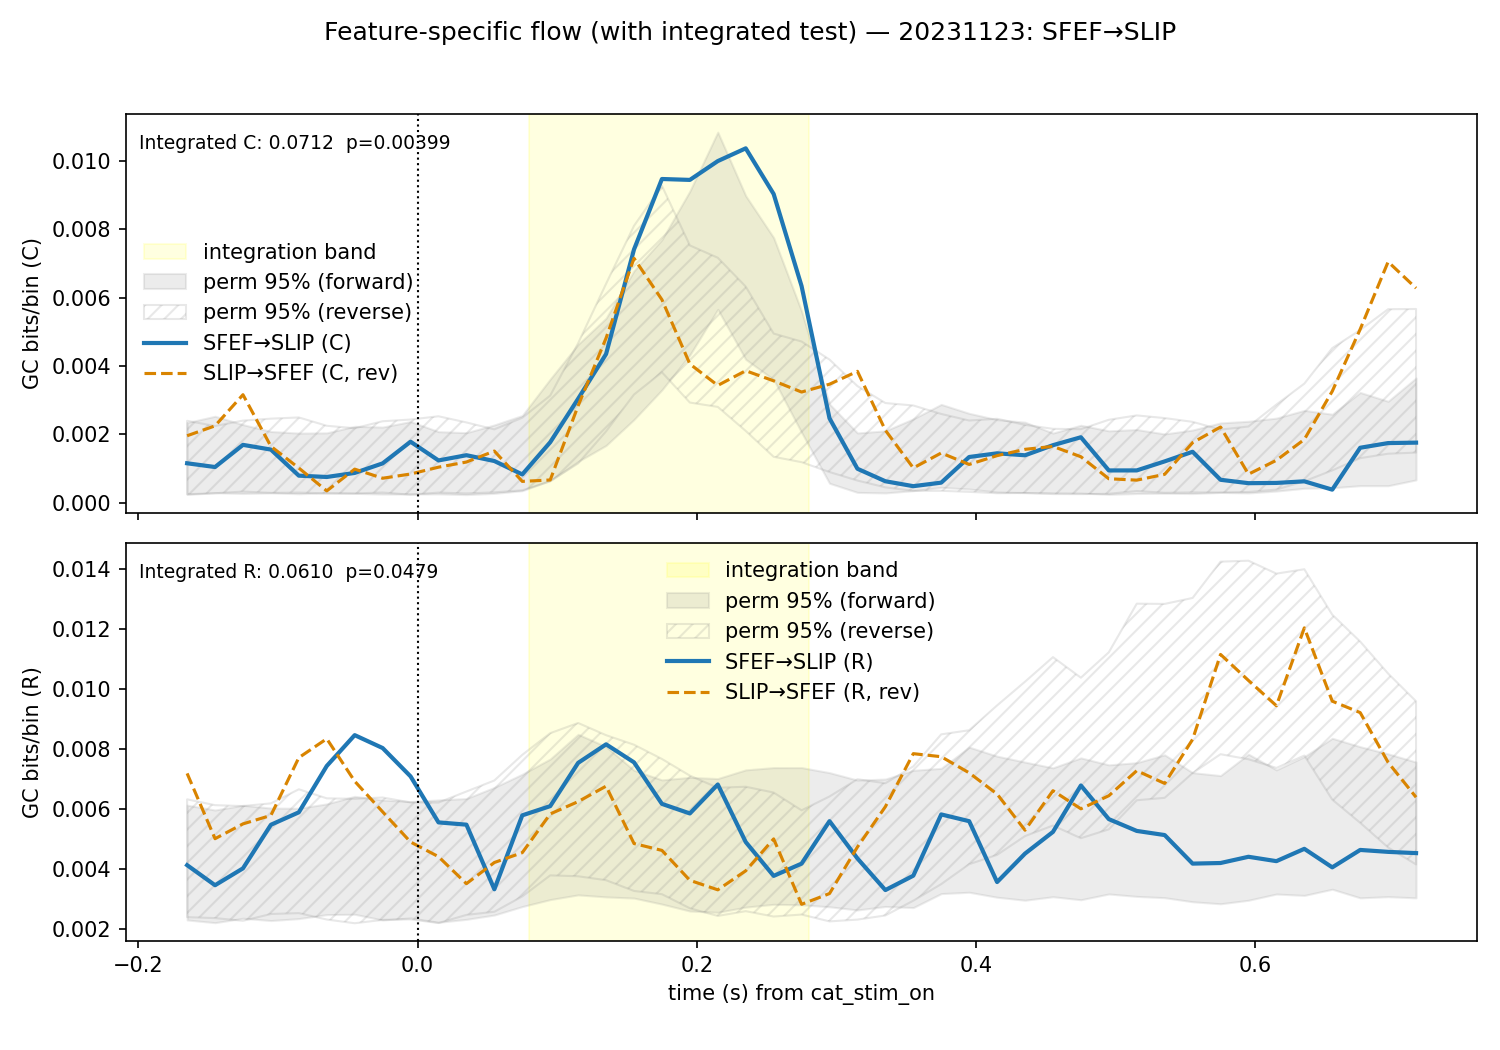 Feature-specific flow (with integrated test) — 20231123: SFEF→SLIP
Integrated C: 0.0712  p=0.00399
integration band
perm 95% (forward)
perm 95% (reverse)
SFEF→SLIP (C)
SLIP→SFEF (C, rev)
GC bits/bin (C)
0.010
0.008
0.006
0.004
0.002
0.000
Integrated R: 0.0610  p=0.0479
integration band
perm 95% (forward)
perm 95% (reverse)
SFEF→SLIP (R)
SLIP→SFEF (R, rev)
GC bits/bin (R)
0.014
0.012
0.010
0.008
0.006
0.004
0.002
−0.2 0.0 0.2 0.4 0.6
time (s) from cat_stim_on